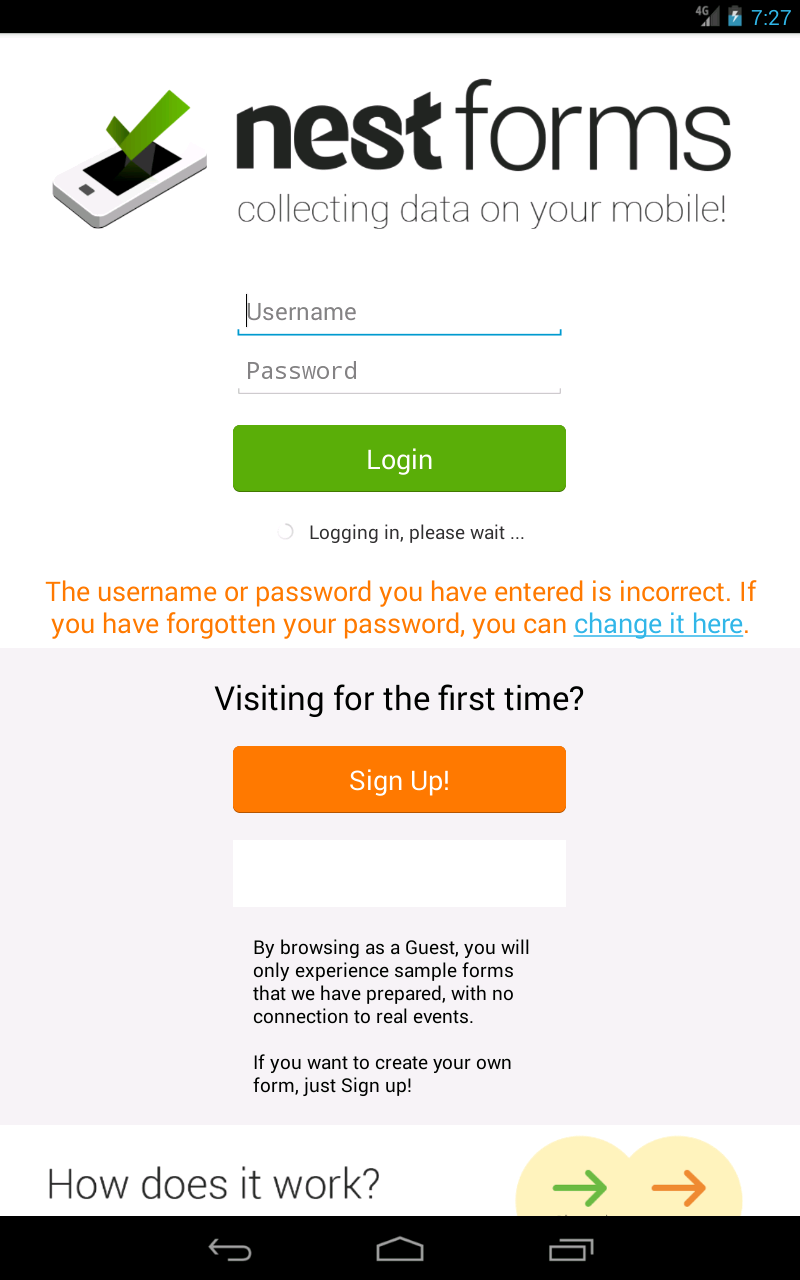 4G 7:27
nestforms
collecting data on your mobile!
Username
Password
Login
Logging in, please wait ...
The username or password you have entered is incorrect. If
you have forgotten your password, you can change it here.
Visiting for the first time?
Sign Up!
By browsing as a Guest, you will
only experience sample forms
that we have prepared, with no
connection to real events.
If you want to create your own
form, just Sign up!
How does it work?